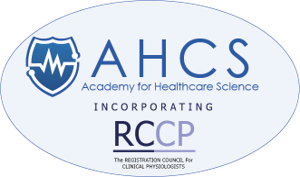 AHCS
Academy for Healthcare Science
INCORPORATING
RCCP
The REGISTRATION COUNCIL For
CLINICAL PHYSIOLOGISTS